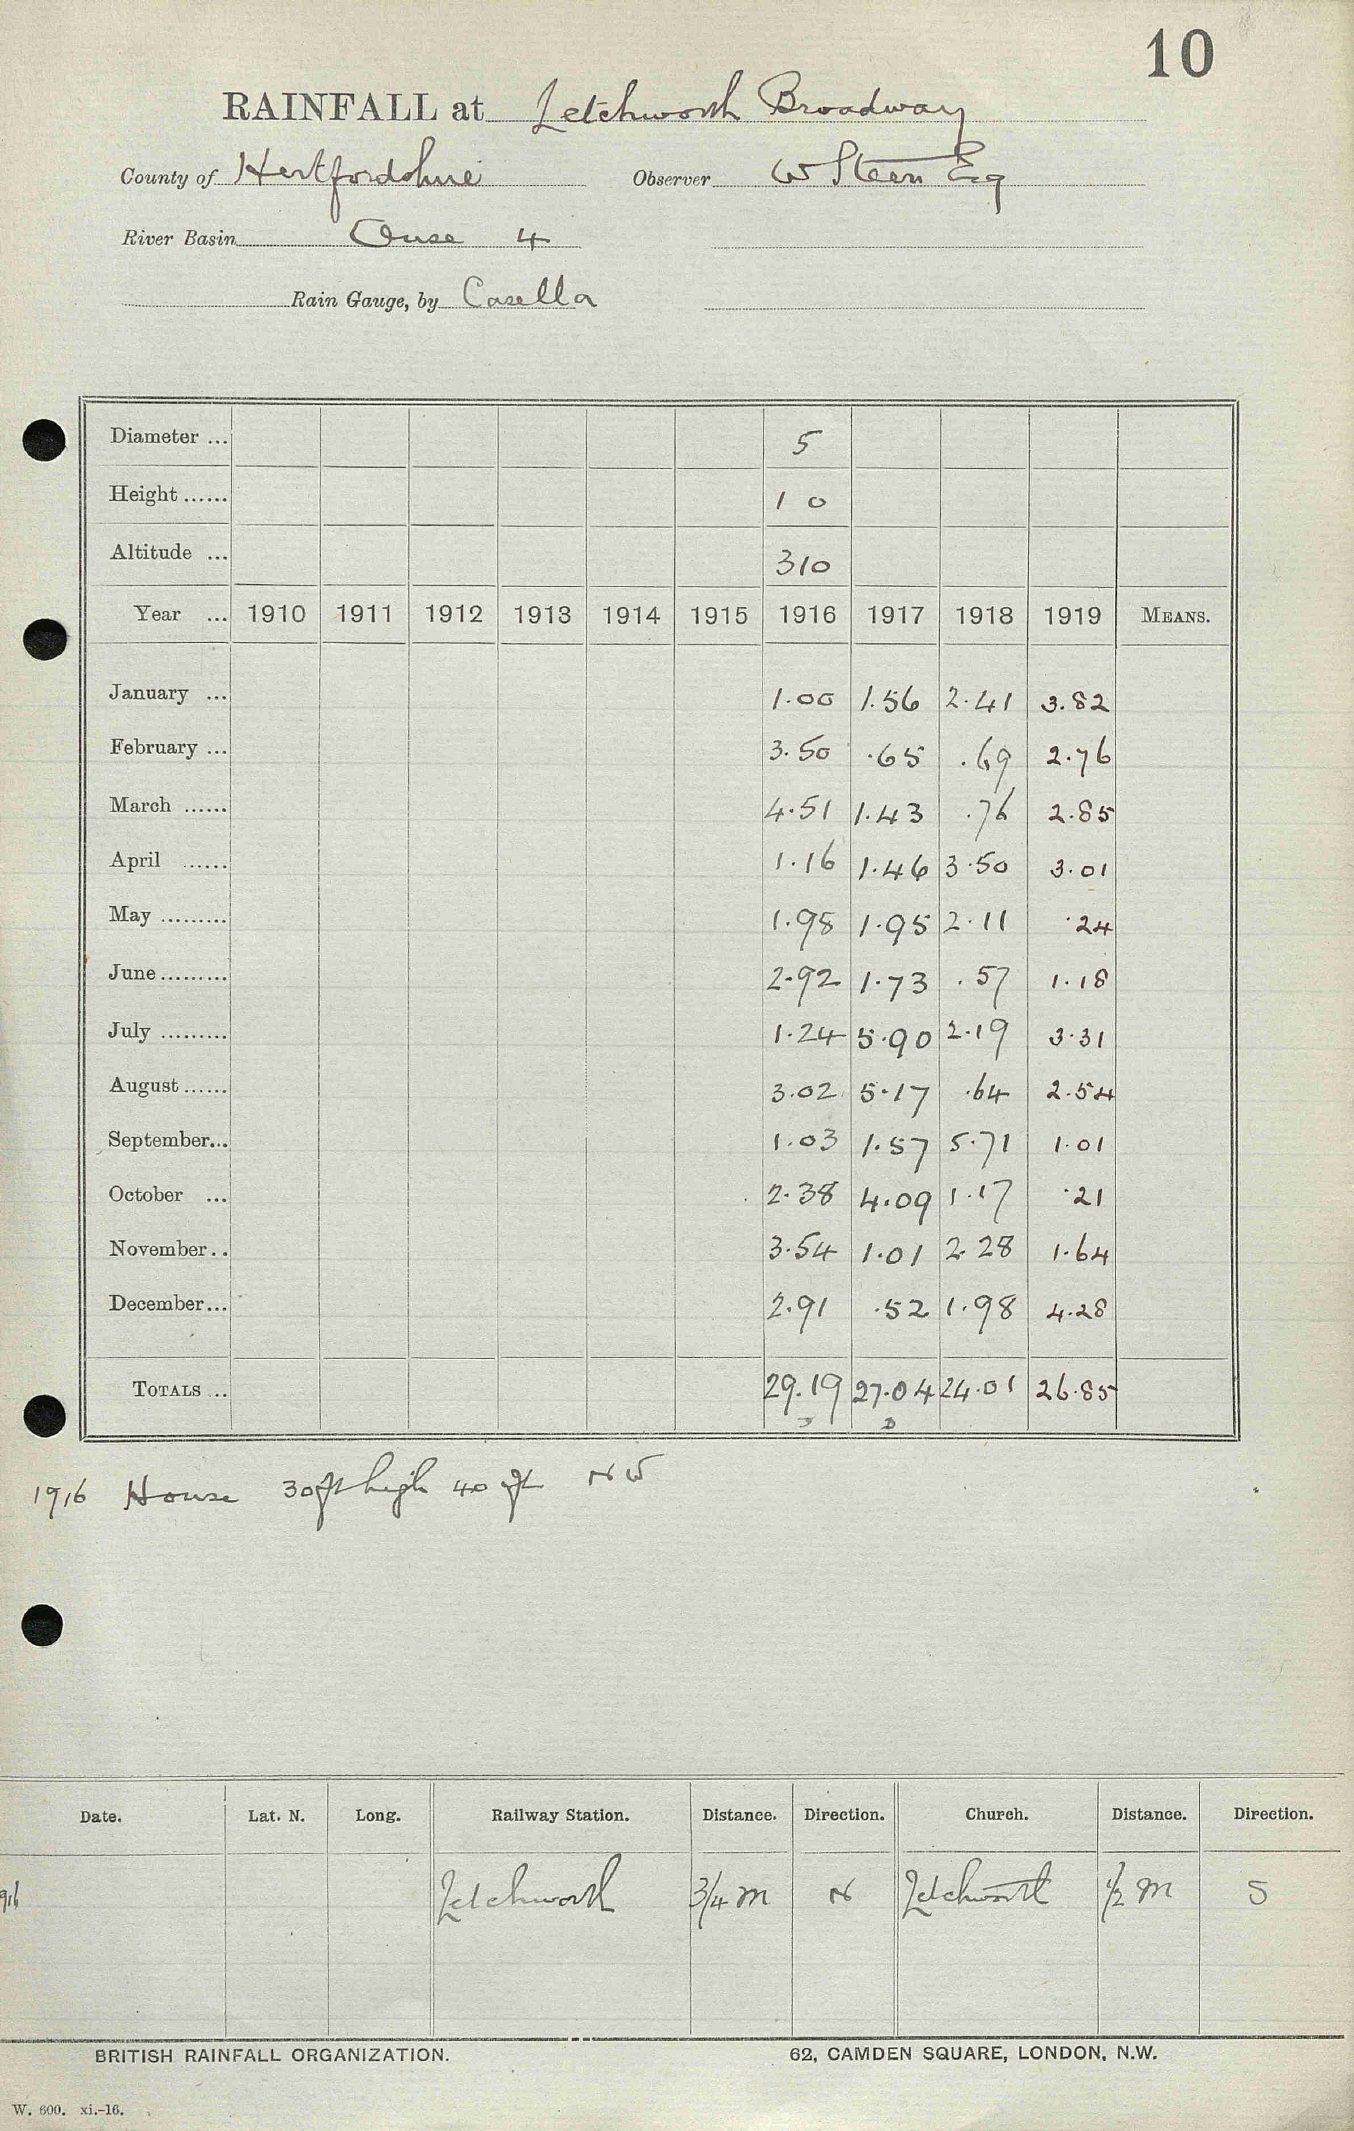 10
RAINFALL at Letchworth Broadway
County of Hertfordshire Observer W Steen Esq
River Basin Ouse 4
Rain Gauge, by Casella
Diameter ... 5
Height ...... 1 0
Altitude ... 310
Year ... 1910 1911 1912 1913 1914 1915 1916 1917 1918 1919 MEANS.
January ... 1.00 1.56 2.41 3.82
February ... 3.50 .65 .69 2.76
March ...... 4.51 1.43 .76 2.85
April ...... 1.16 1.46 3.50 3.01
May ......... 1.98 1.95 2.11 .24
June ......... 2.92 1.73 .57 1.18
July ......... 1.24 5.90 2.19 3.31
August ...... 3.02 5.17 .64 2.54
September... 1.03 1.57 5.71 1.01
October ... 2.38 4.09 1.17 .21
November.. 3.54 1.01 2.28 1.64
December... 2.91 .52 1.98 4.28
TOTALS ... 29.19 27.04 24.01 26.85
1916 House 30ft high 40 ft NW
Date. Lat. N. Long. Railway Station. Distance. Direction. Church. Distance. Direction.
916 Letchworth 3/4 m N Letchworth 1/2 m S
BRITISH RAINFALL ORGANIZATION. 62, CAMDEN SQUARE, LONDON, N.W.
W. 600. xi.-16.